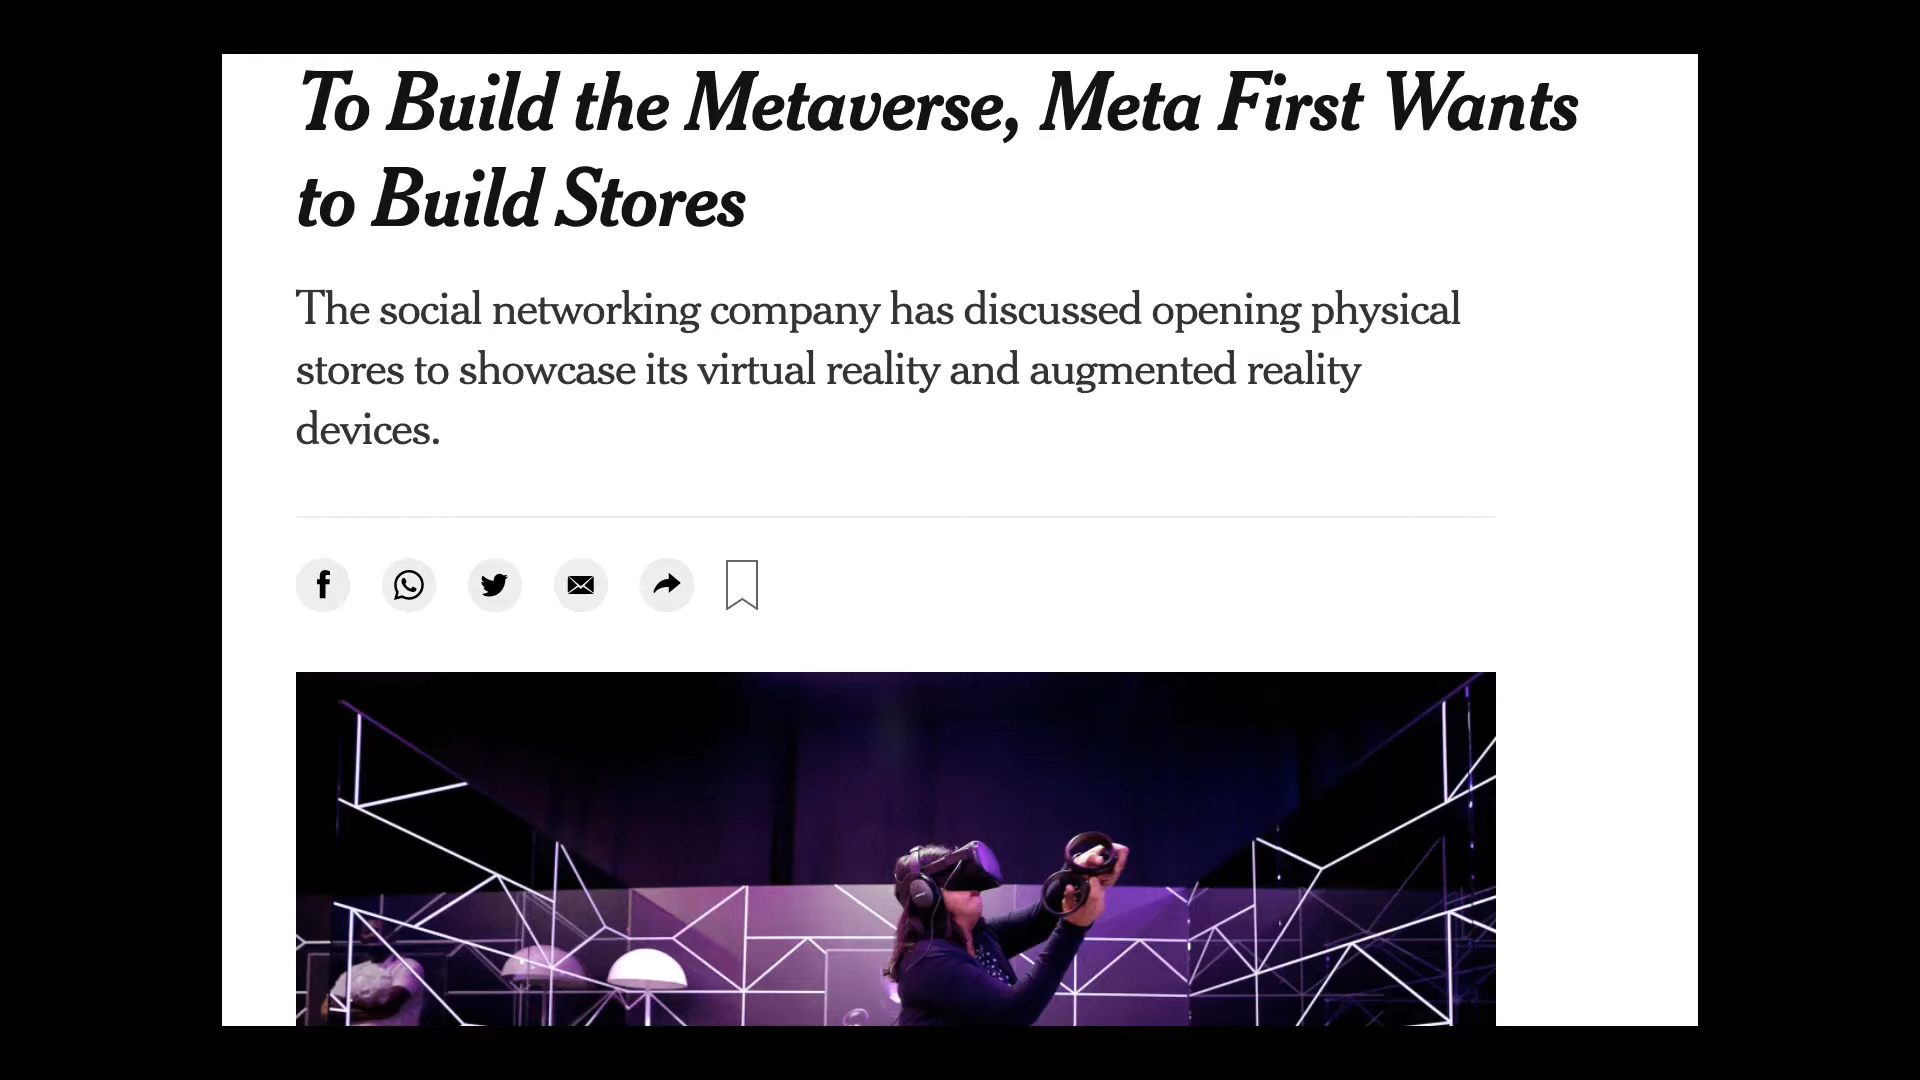 To Build the Metaverse, Meta First Wants
to Build Stores
The social networking company has discussed opening physical
stores to showcase its virtual reality and augmented reality
devices.